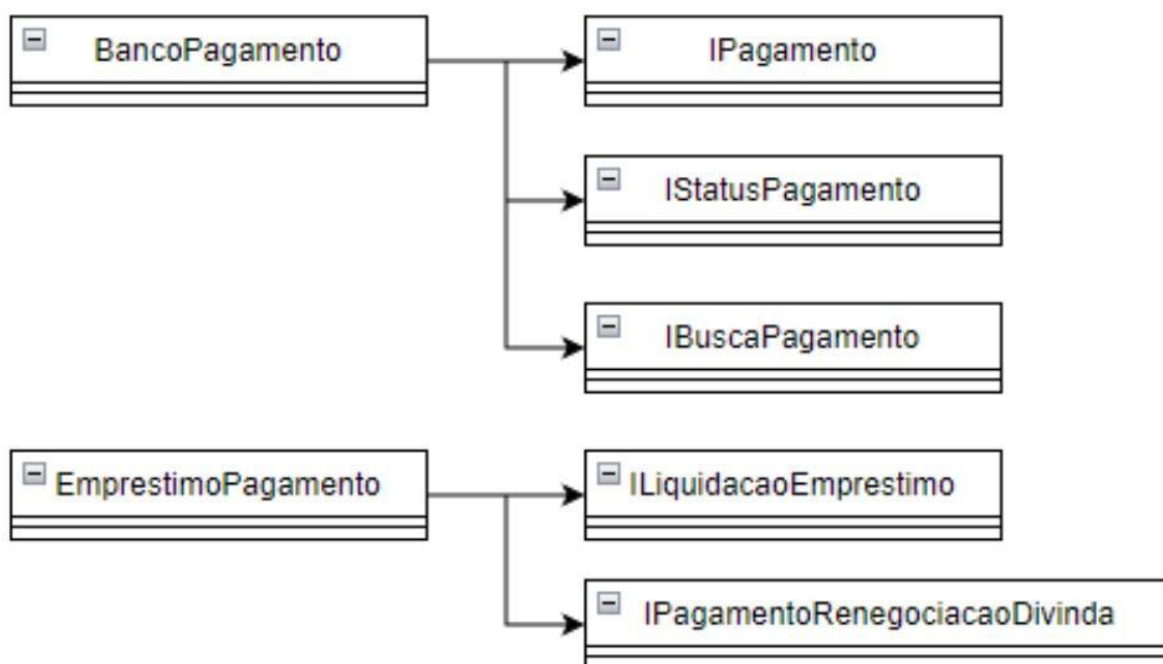 BancoPagamento
IPagamento
IStatusPagamento
IBuscaPagamento
EmprestimoPagamento
ILiquidacaoEmprestimo
IPagamentoRenegociacaoDivinda